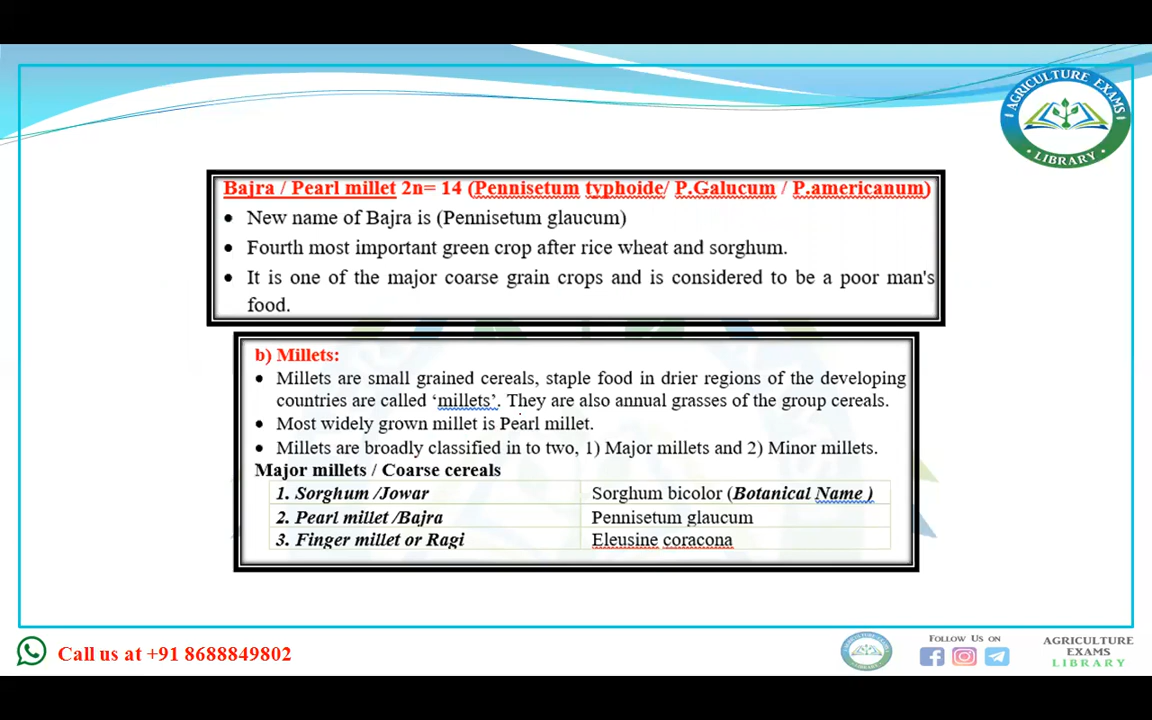 AGRICULTURE EXAMS
LIBRARY
Bajra / Pearl millet 2n= 14 (Pennisetum typhoide/ P.Galucum / P.americanum)
• New name of Bajra is (Pennisetum glaucum)
• Fourth most important green crop after rice wheat and sorghum.
• It is one of the major coarse grain crops and is considered to be a poor man's
food.
b) Millets:
• Millets are small grained cereals, staple food in drier regions of the developing
countries are called ‘millets’. They are also annual grasses of the group cereals.
• Most widely grown millet is Pearl millet.
• Millets are broadly classified in to two, 1) Major millets and 2) Minor millets.
Major millets / Coarse cereals
1. Sorghum /Jowar Sorghum bicolor (Botanical Name )
2. Pearl millet /Bajra Pennisetum glaucum
3. Finger millet or Ragi Eleusine coracona
Call us at +91 8688849802
FOLLOW US ON
AGRICULTURE
EXAMS
LIBRARY